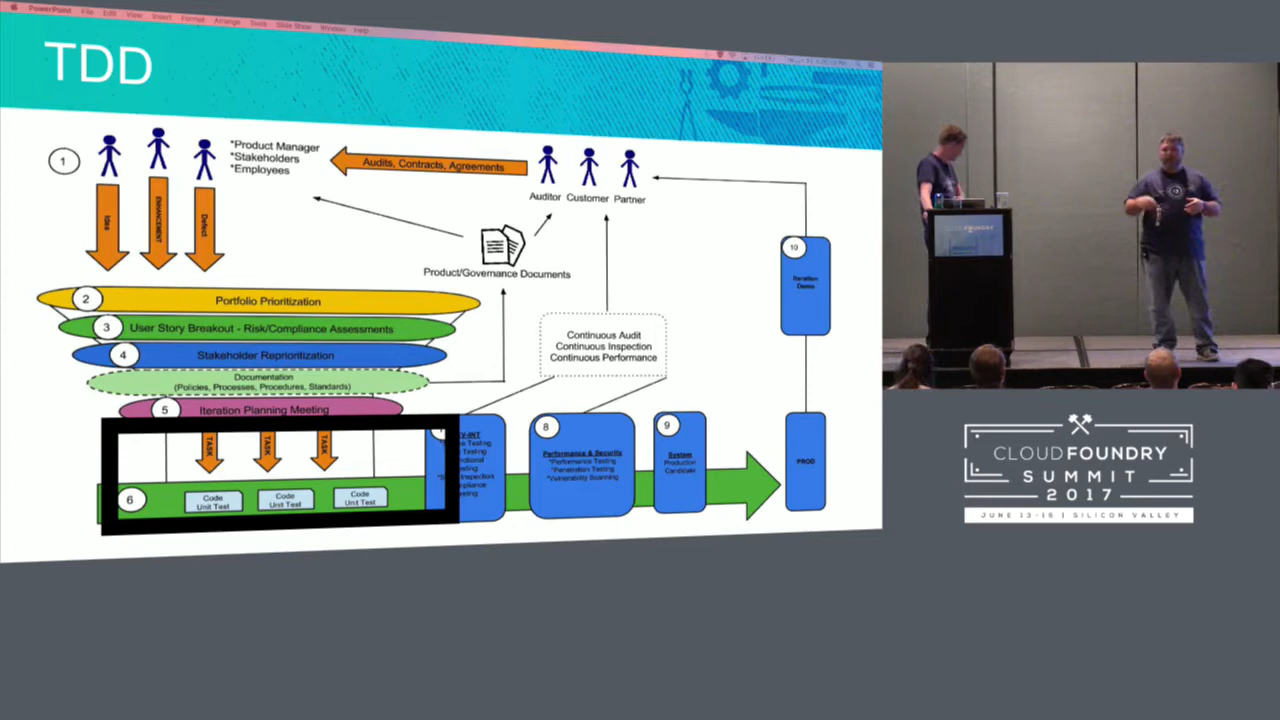 PowerPoint File Edit View Insert Format Arrange Tools Slide Show Window Help
TDD
1
*Product Manager
*Stakeholders
*Employees
Audits, Contracts, Agreements
Auditor Customer Partner
Idea
ENHANCEMENT
Defect
Product/Governance Documents
10
Iteration
Demo
2
Portfolio Prioritization
3
User Story Breakout - Risk/Compliance Assessments
4
Stakeholder Reprioritization
Documentation
(Policies, Processes, Procedures, Standards)
5
Iteration Planning Meeting
Continuous Audit
Continuous Inspection
Continuous Performance
TASK
TASK
TASK
6
Code
Unit Test
Code
Unit Test
Code
Unit Test
8
Performance & Security
*Performance Testing
*Penetration Testing
*Vulnerability Scanning
9
System
Production
Candidate
PROD
CLOUD FOUNDRY
CLOUD FOUNDRY
SUMMIT
2017
JUNE 13-15 | SILICON VALLEY